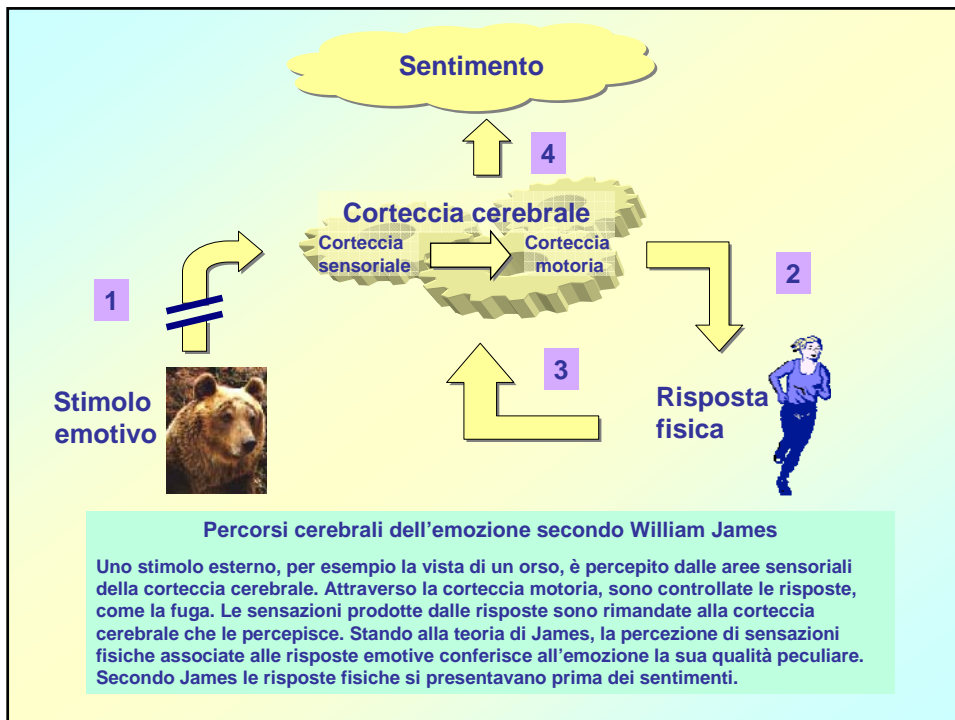 Sentimento
4
Corteccia cerebrale
Corteccia
sensoriale
Corteccia
motoria
1
2
3
Stimolo
emotivo
Risposta
fisica
Percorsi cerebrali dell’emozione secondo William James
Uno stimolo esterno, per esempio la vista di un orso, è percepito dalle aree sensoriali
della corteccia cerebrale. Attraverso la corteccia motoria, sono controllate le risposte,
come la fuga. Le sensazioni prodotte dalle risposte sono rimandate alla corteccia
cerebrale che le percepisce. Stando alla teoria di James, la percezione di sensazioni
fisiche associate alle risposte emotive conferisce all’emozione la sua qualità peculiare.
Secondo James le risposte fisiche si presentavano prima dei sentimenti.